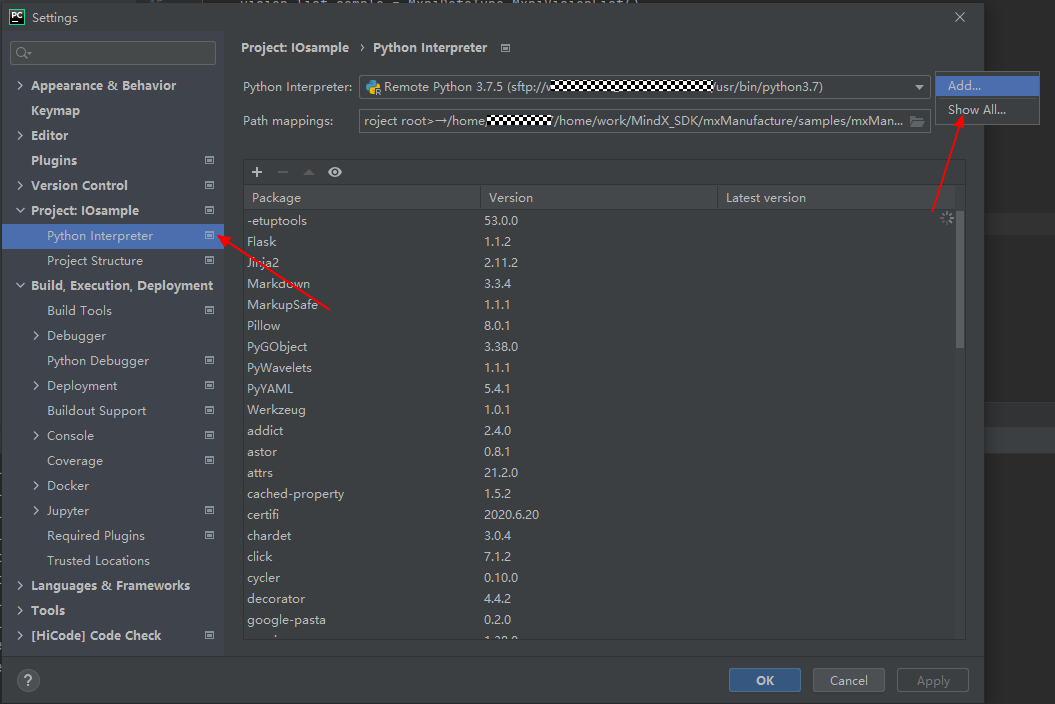 vision_list_sample = MxpiDataType.MxpiVisionList()
Settings
Project: IOsample › Python Interpreter
Python Interpreter: Remote Python 3.7.5 (sftp://w /usr/bin/python3.7)
Add...
Show All...
Path mappings: roject root>→/home/ /home/work/MindX_SDK/mxManufacture/samples/mxMan...
Appearance & Behavior
Keymap
Editor
Plugins
Version Control
Project: IOsample
Python Interpreter
Project Structure
Build, Execution, Deployment
Build Tools
Debugger
Python Debugger
Deployment
Buildout Support
Console
Coverage
Docker
Jupyter
Required Plugins
Trusted Locations
Languages & Frameworks
Tools
[HiCode] Code Check
Package Version Latest version
-etuptools 53.0.0
Flask 1.1.2
Jinja2 2.11.2
Markdown 3.3.4
MarkupSafe 1.1.1
Pillow 8.0.1
PyGObject 3.38.0
PyWavelets 1.1.1
PyYAML 5.4.1
Werkzeug 1.0.1
addict 2.4.0
astor 0.8.1
attrs 21.2.0
cached-property 1.5.2
certifi 2020.6.20
chardet 3.0.4
click 7.1.2
cycler 0.10.0
decorator 4.4.2
google-pasta 0.2.0
?
OK Cancel Apply